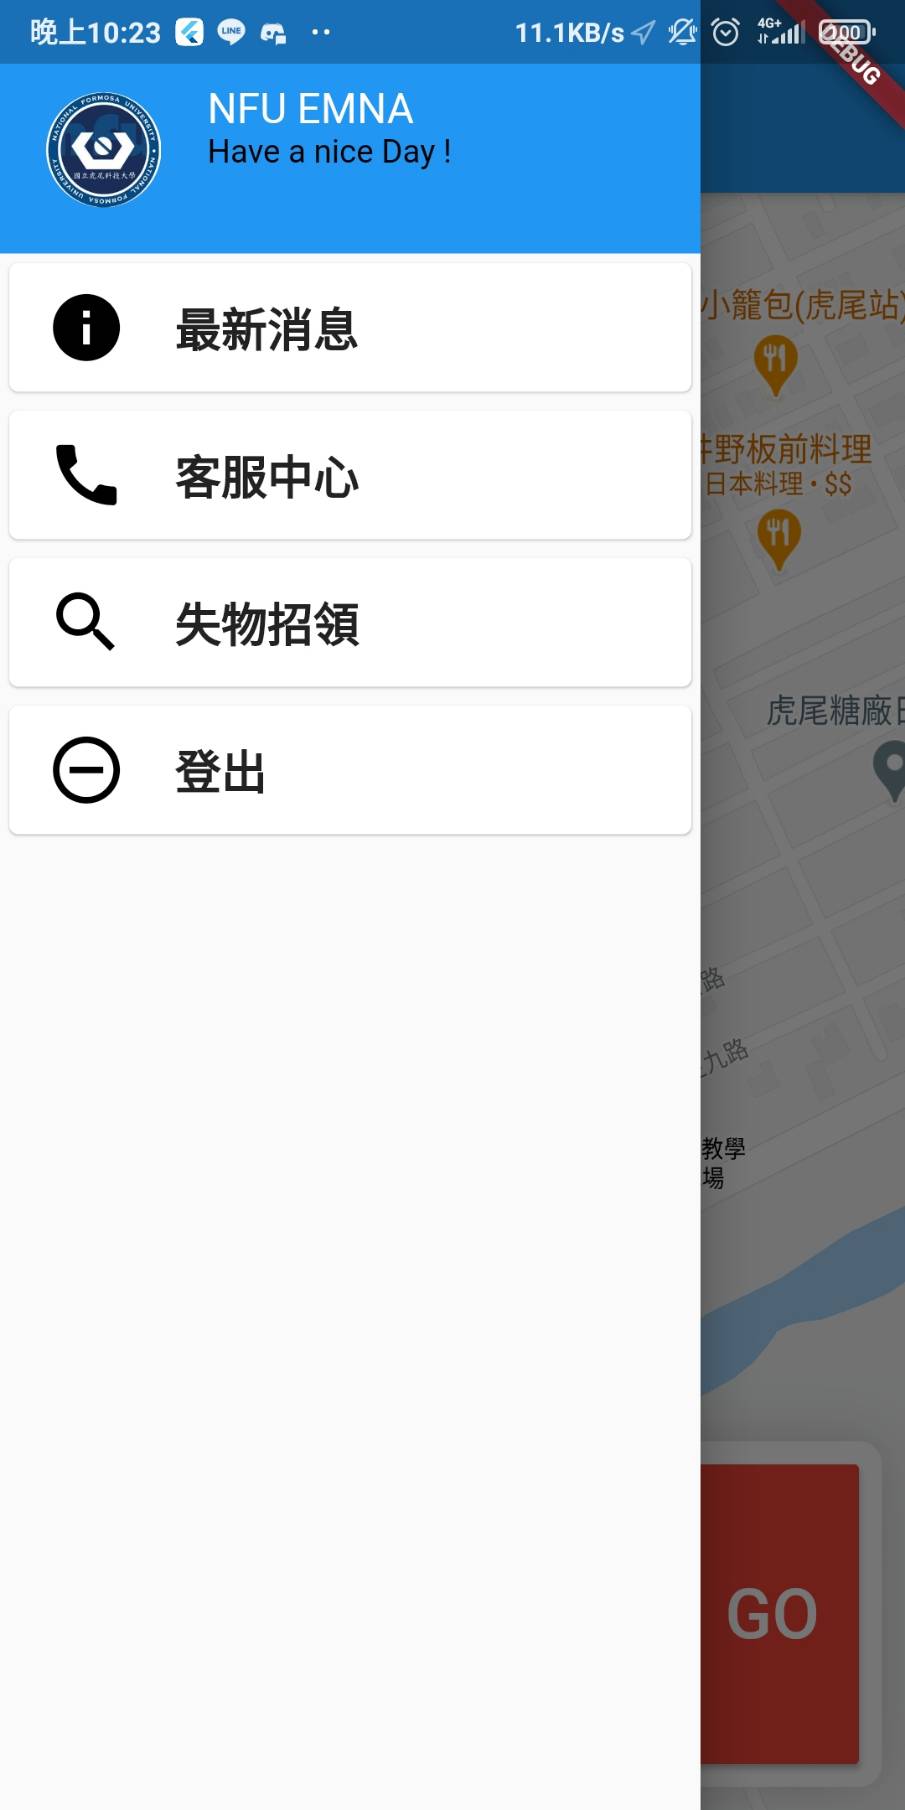 晚上10:23
LINE
11.1KB/s
4G+
100
DEBUG
NFU EMNA
Have a nice Day !
NATIONAL FORMOSA UNIVERSITY • NATIONAL FORMOSA UNIVERSITY
國立虎尾科技大學
最新消息
客服中心
失物招領
登出
小籠包(虎尾站)
井野板前料理
日本料理 • $$
虎尾糖廠
路
九路
教學
場
GO